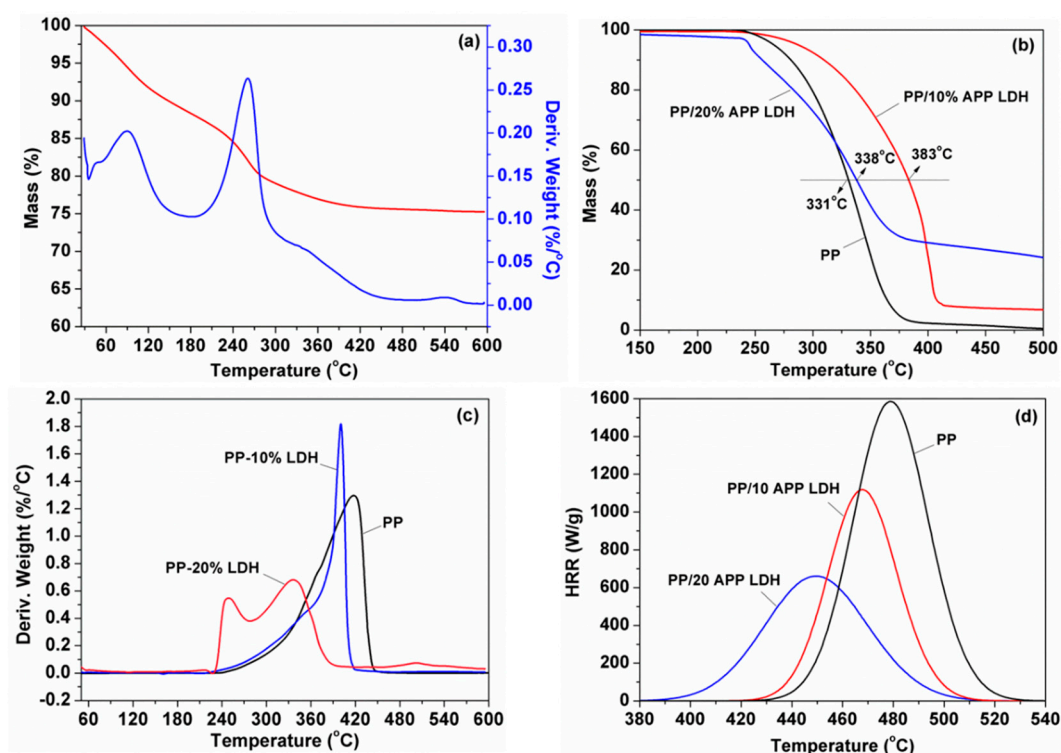 (a)
Mass (%)
100
95
90
85
80
75
70
65
60
0.30
0.25
0.20
0.15
0.10
0.05
0.00
Deriv. Weight (%/°C)
60 120 180 240 300 360 420 480 540 600
Temperature (°C)
(b)
Mass (%)
100
80
60
40
20
0
PP/20% APP LDH
PP/10% APP LDH
338°C
383°C
331°C
PP
150 200 250 300 350 400 450 500
Temperature (°C)
(c)
Deriv. Weight (%/°C)
2.0
1.8
1.6
1.4
1.2
1.0
0.8
0.6
0.4
0.2
0.0
-0.2
PP-10% LDH
PP
PP-20% LDH
60 120 180 240 300 360 420 480 540 600
Temperature (°C)
(d)
HRR (W/g)
1600
1400
1200
1000
800
600
400
200
0
PP
PP/10 APP LDH
PP/20 APP LDH
380 400 420 440 460 480 500 520 540
Temperature (°C)